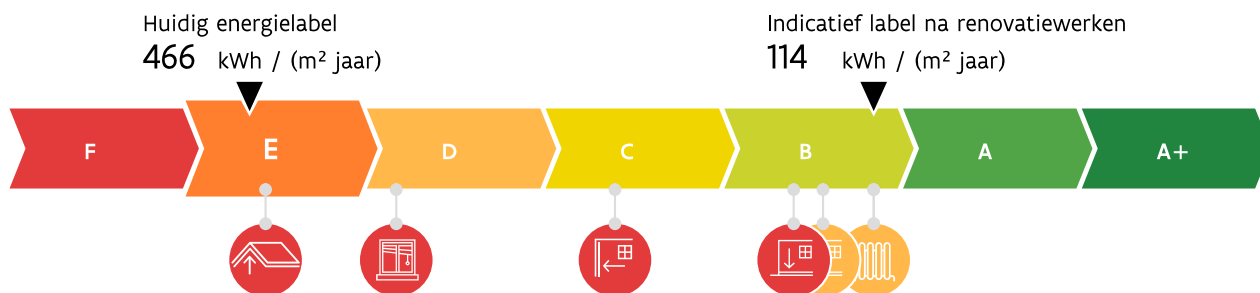 Huidig energielabel
466 kWh / (m² jaar)
Indicatief label na renovatiewerken
114 kWh / (m² jaar)
F E D C B A A+